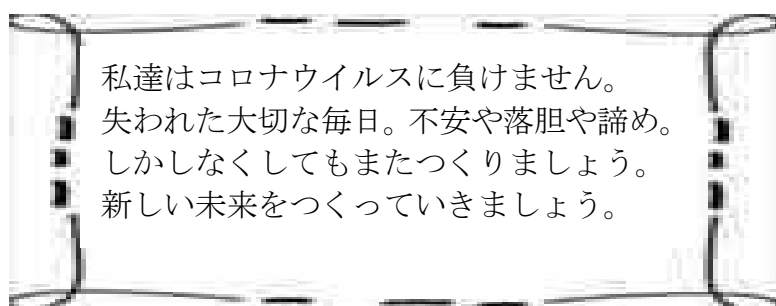 私達はコロナウイルスに負けません。
失われた大切な毎日。不安や落胆や諦め。
しかしなくしてもまたつくりましょう。
新しい未来をつくっていきましょう。